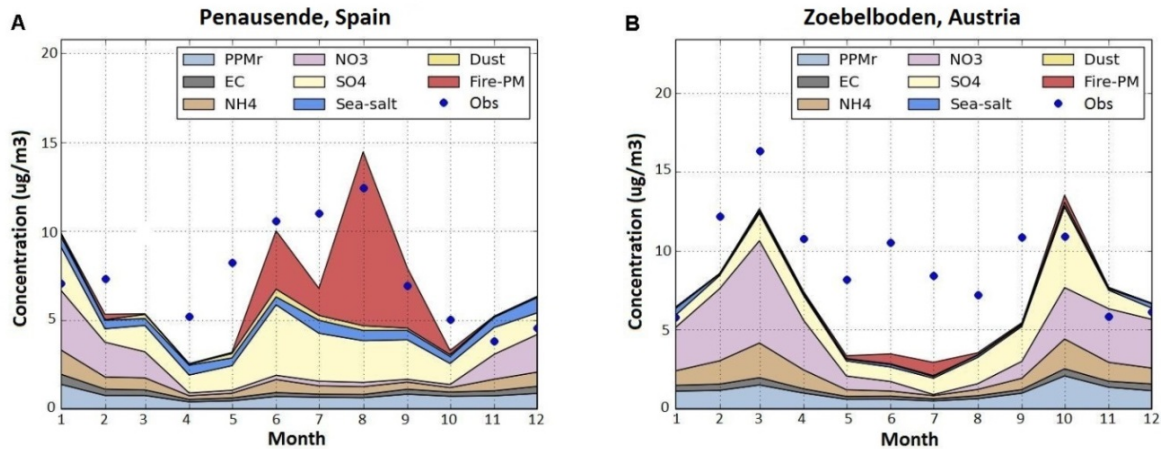 A
Penausende, Spain
Concentration (ug/m3)
20
15
10
5
0
PPMr
EC
NH4
NO3
SO4
Sea-salt
Dust
Fire-PM
Obs
1 2 3 4 5 6 7 8 9 10 11 12
Month
B
Zoebelboden, Austria
Concentration (ug/m3)
20
15
10
5
0
PPMr
EC
NH4
NO3
SO4
Sea-salt
Dust
Fire-PM
Obs
1 2 3 4 5 6 7 8 9 10 11 12
Month